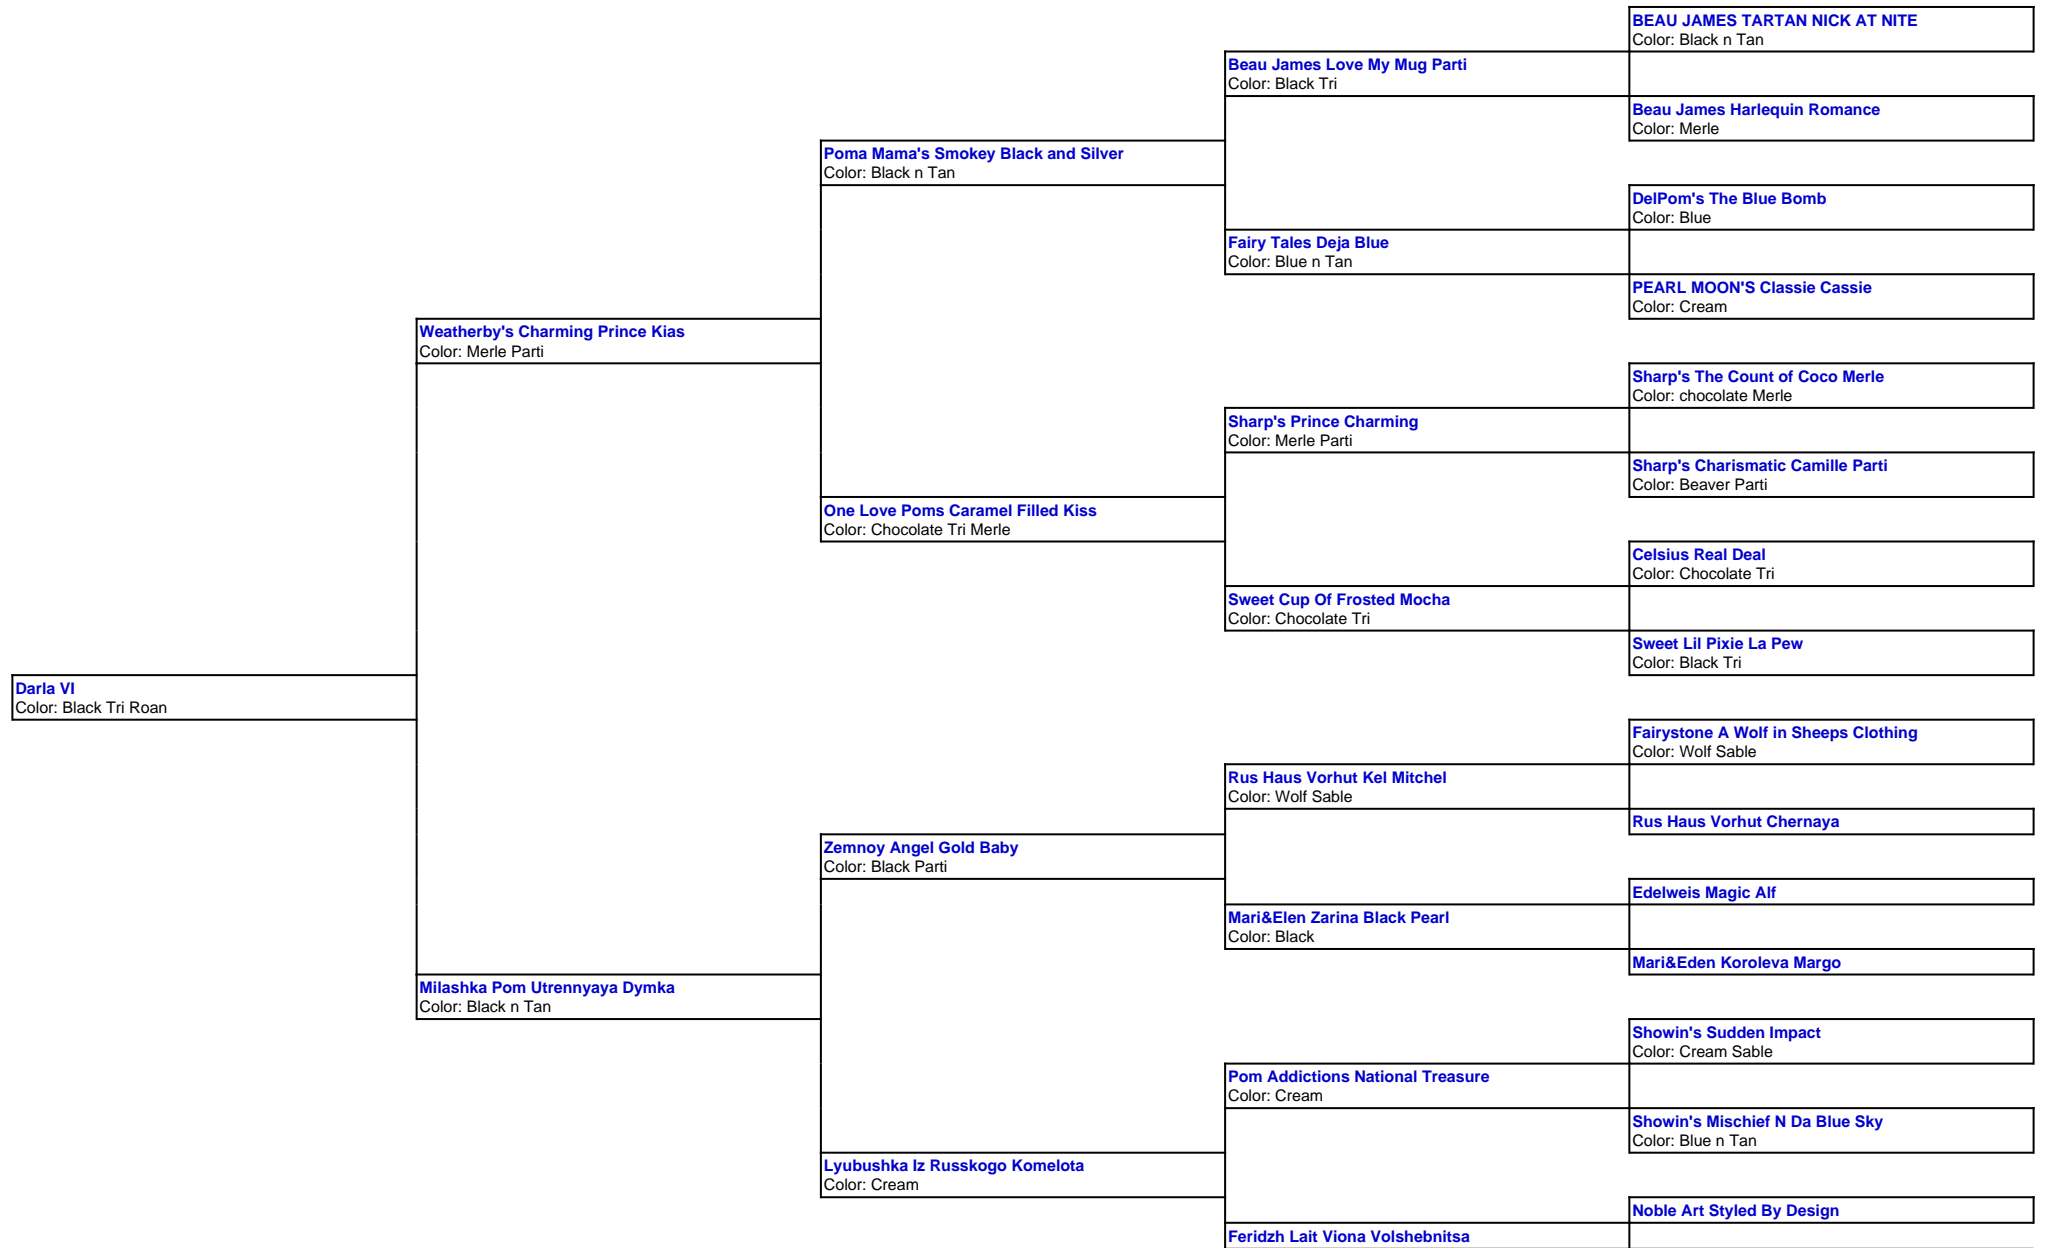 BEAU JAMES TARTAN NICK AT NITE
Color: Black n Tan
Beau James Love My Mug Parti
Color: Black Tri
Beau James Harlequin Romance
Color: Merle
Poma Mama's Smokey Black and Silver
Color: Black n Tan
DelPom's The Blue Bomb
Color: Blue
Fairy Tales Deja Blue
Color: Blue n Tan
PEARL MOON'S Classie Cassie
Color: Cream
Weatherby's Charming Prince Kias
Color: Merle Parti
Sharp's The Count of Coco Merle
Color: chocolate Merle
Sharp's Prince Charming
Color: Merle Parti
Sharp's Charismatic Camille Parti
Color: Beaver Parti
One Love Poms Caramel Filled Kiss
Color: Chocolate Tri Merle
Celsius Real Deal
Color: Chocolate Tri
Sweet Cup Of Frosted Mocha
Color: Chocolate Tri
Sweet Lil Pixie La Pew
Color: Black Tri
Darla VI
Color: Black Tri Roan
Fairystone A Wolf in Sheeps Clothing
Color: Wolf Sable
Rus Haus Vorhut Kel Mitchel
Color: Wolf Sable
Rus Haus Vorhut Chernaya
Zemnoy Angel Gold Baby
Color: Black Parti
Edelweis Magic Alf
Mari&Elen Zarina Black Pearl
Color: Black
Mari&Eden Koroleva Margo
Milashka Pom Utrennyaya Dymka
Color: Black n Tan
Showin's Sudden Impact
Color: Cream Sable
Pom Addictions National Treasure
Color: Cream
Showin's Mischief N Da Blue Sky
Color: Blue n Tan
Lyubushka Iz Russkogo Komelota
Color: Cream
Noble Art Styled By Design
Feridzh Lait Viona Volshebnitsa